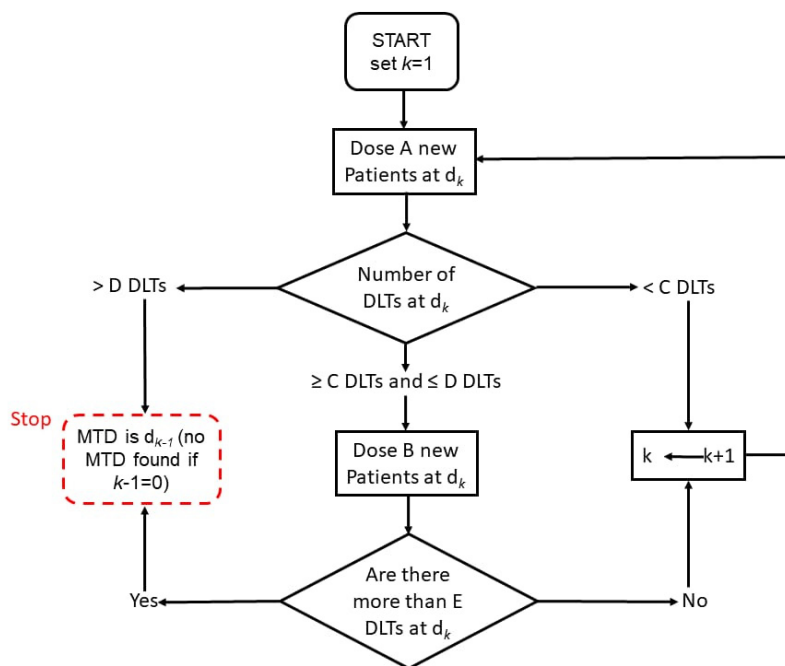 START
set k=1
Dose A new
Patients at dₖ
Number of
DLTs at dₖ
> D DLTs
< C DLTs
≥ C DLTs and ≤ D DLTs
Stop
MTD is dₖ₋₁ (no
MTD found if
k-1=0)
Dose B new
Patients at dₖ
k ← k+1
Are there
more than E
DLTs at dₖ
Yes
No